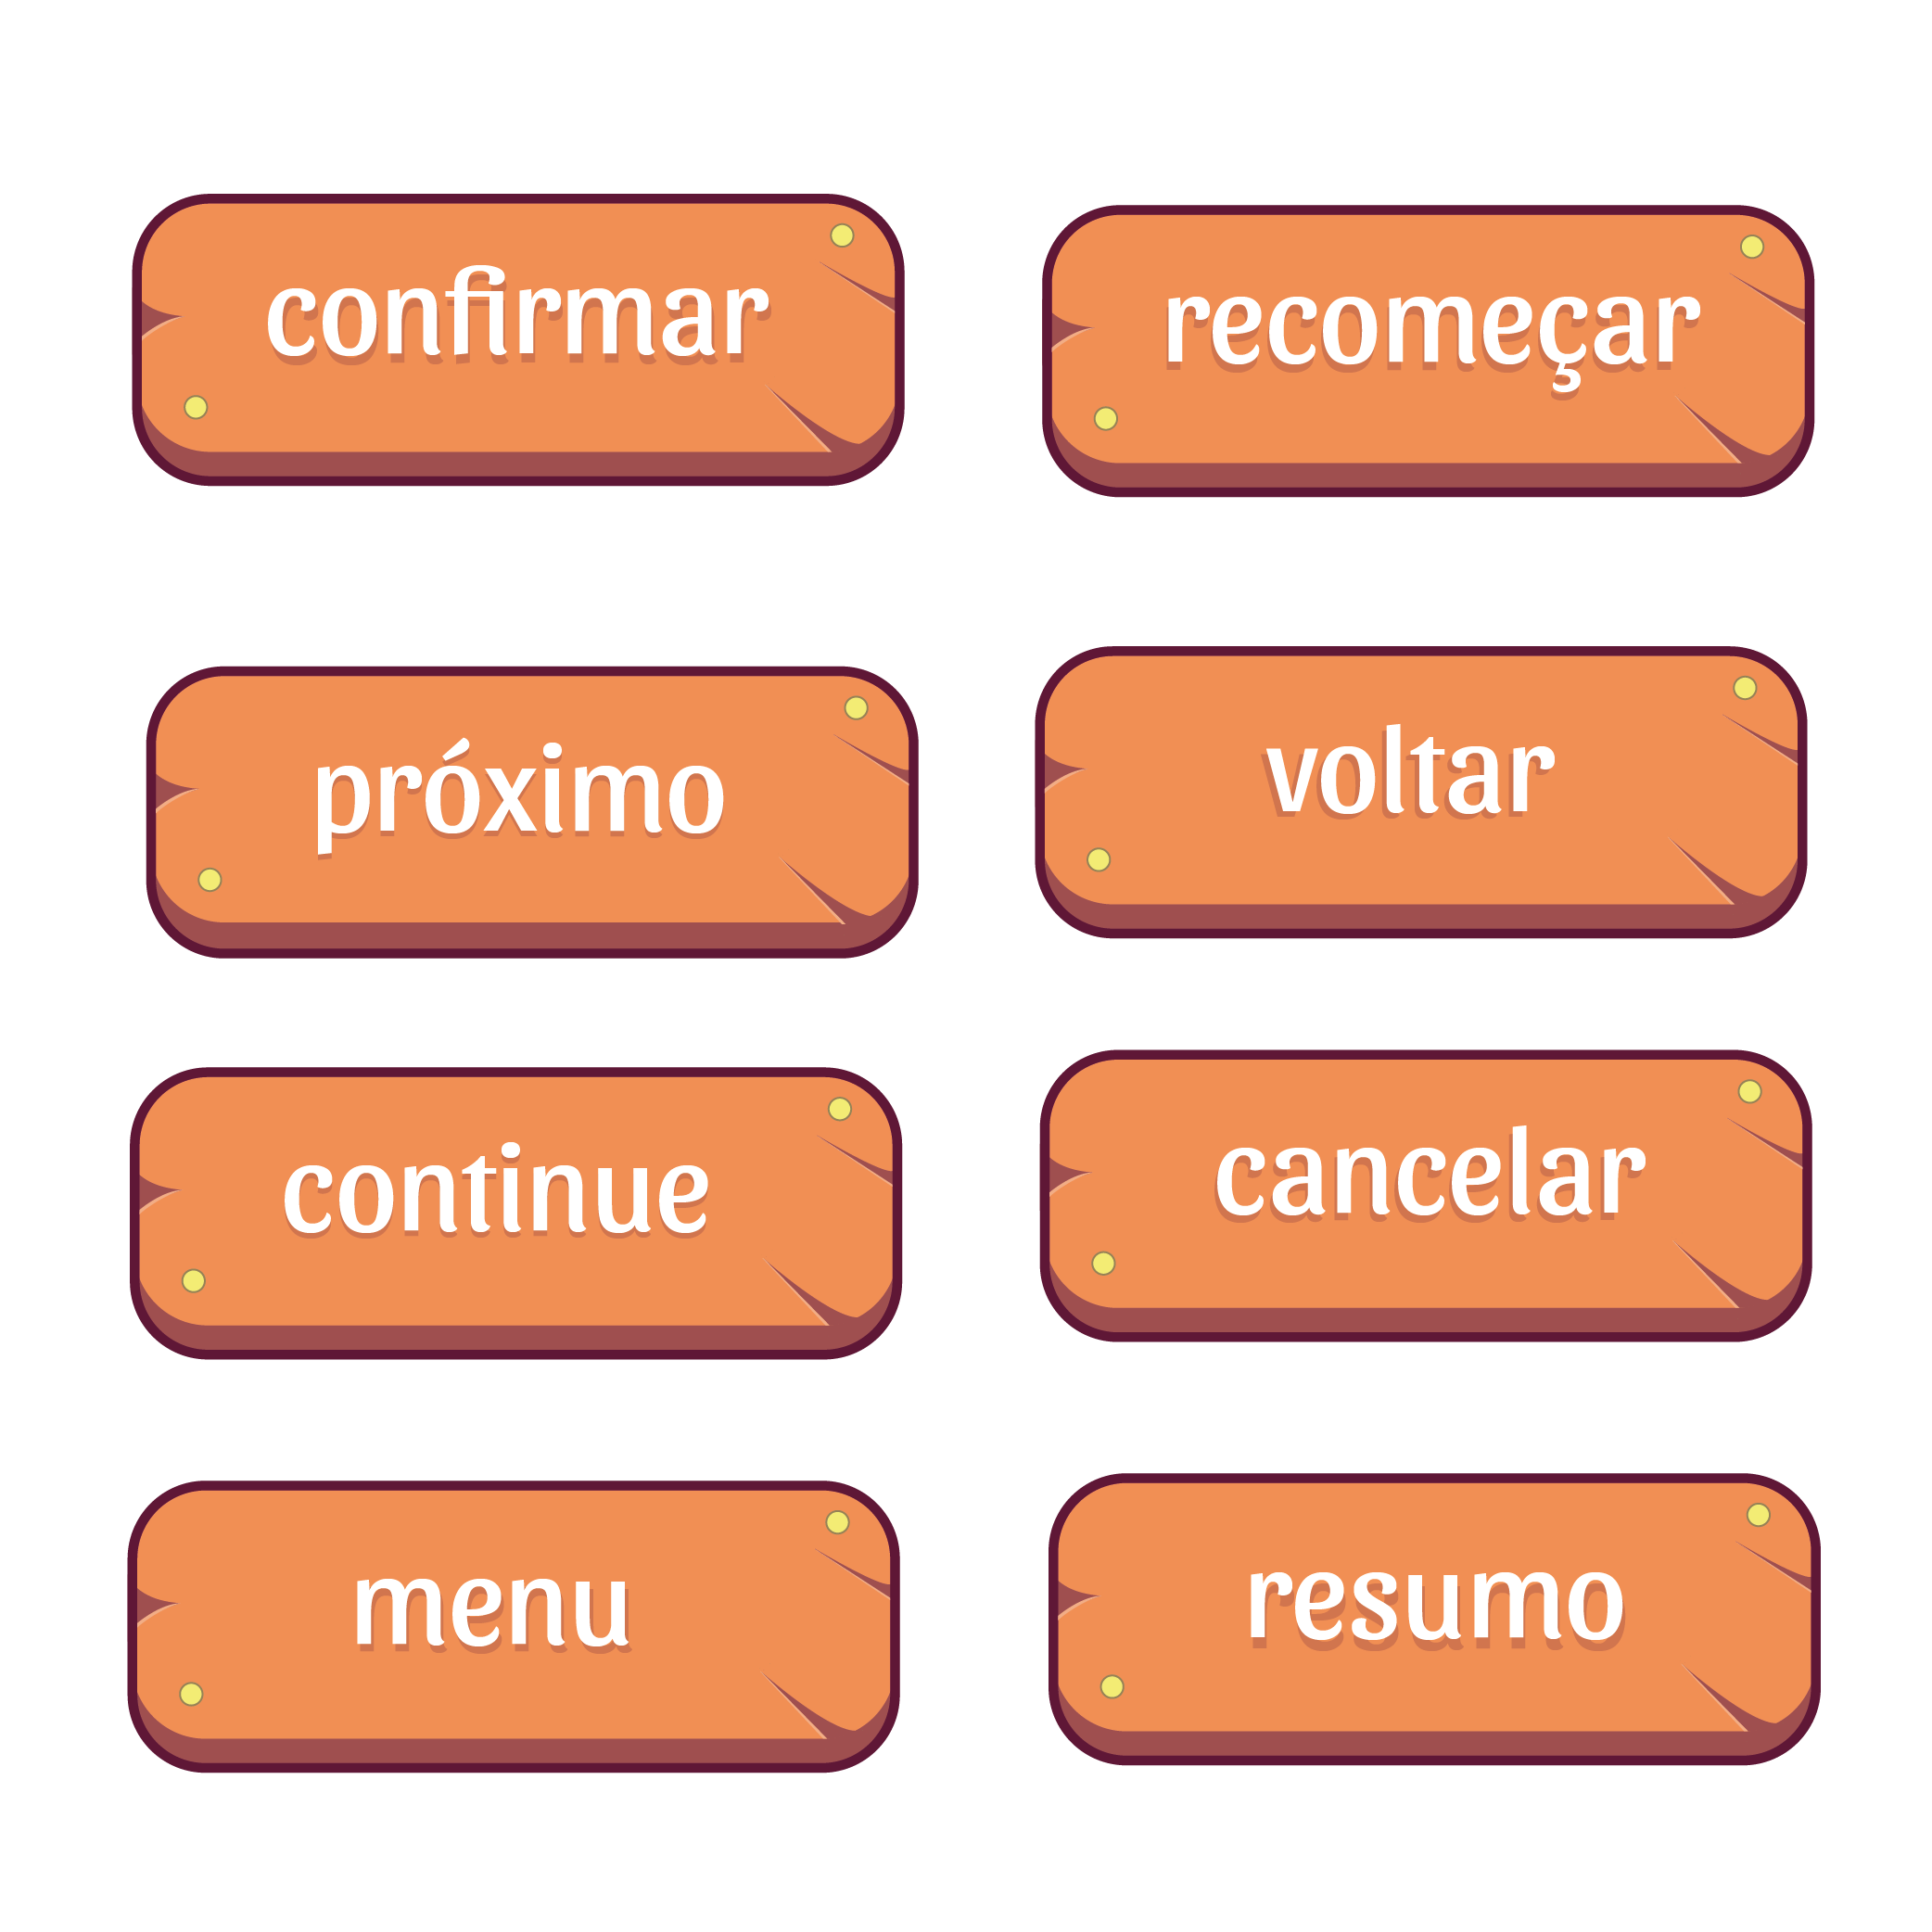 confirmar
recomeçar
próximo
voltar
continue
cancelar
menu
resumo